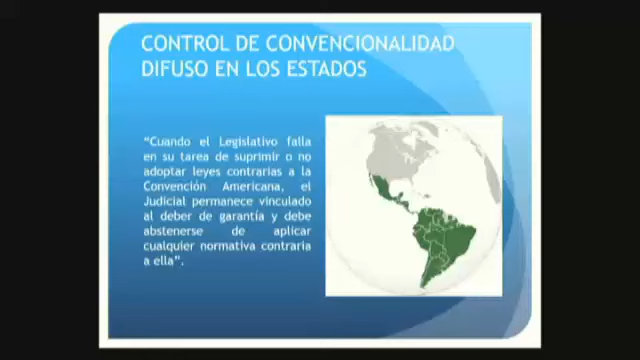 CONTROL DE CONVENCIONALIDAD
DIFUSO EN LOS ESTADOS
“Cuando el Legislativo falla
en su tarea de suprimir o no
adoptar leyes contrarias a la
Convención Americana, el
Judicial permanece vinculado
al deber de garantía y debe
abstenerse de aplicar
cualquier normativa contraria
a ella”.